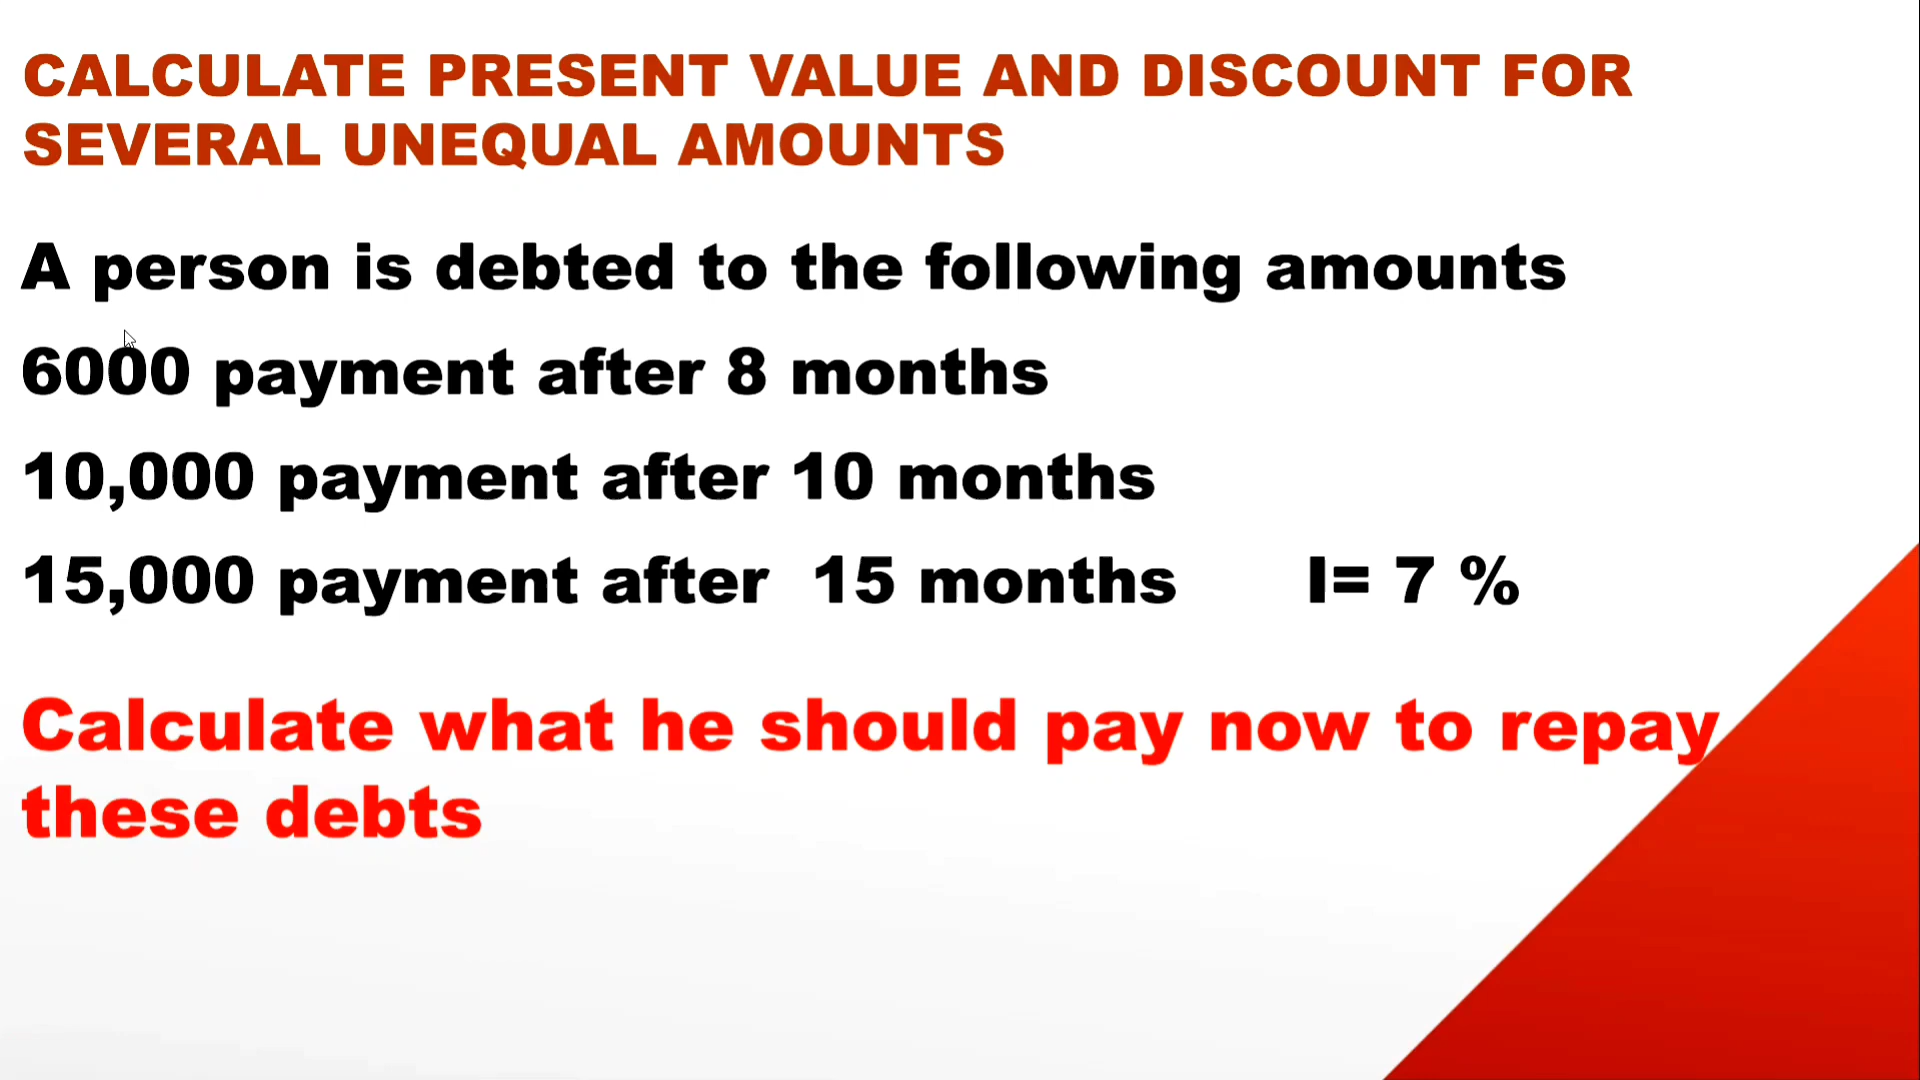 CALCULATE PRESENT VALUE AND DISCOUNT FOR
SEVERAL UNEQUAL AMOUNTS
A person is debted to the following amounts
6000 payment after 8 months
10,000 payment after 10 months
15,000 payment after 15 months I= 7 %
Calculate what he should pay now to repay
these debts